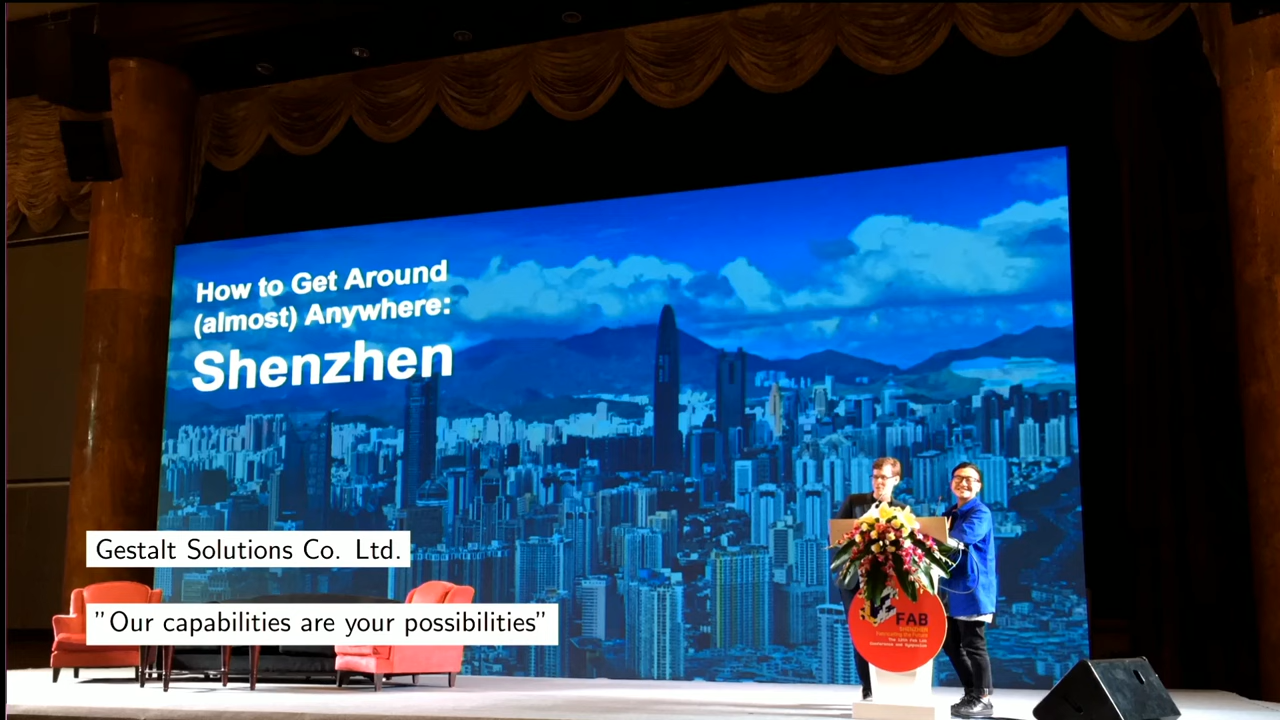 How to Get Around
(almost) Anywhere:
Shenzhen
Gestalt Solutions Co. Ltd.
"Our capabilities are your possibilities"
FAB